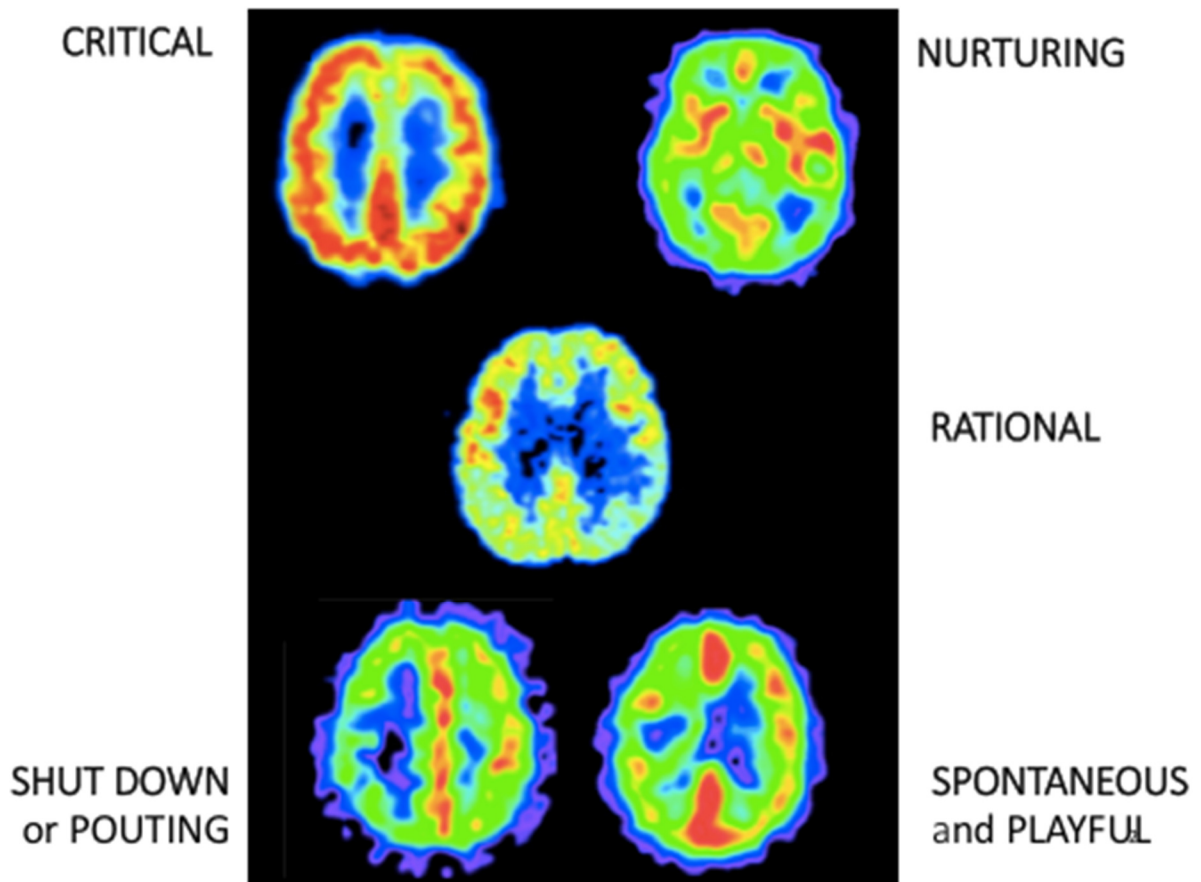 CRITICAL
NURTURING
RATIONAL
SHUT DOWN
or POUTING
SPONTANEOUS
and PLAYFUL